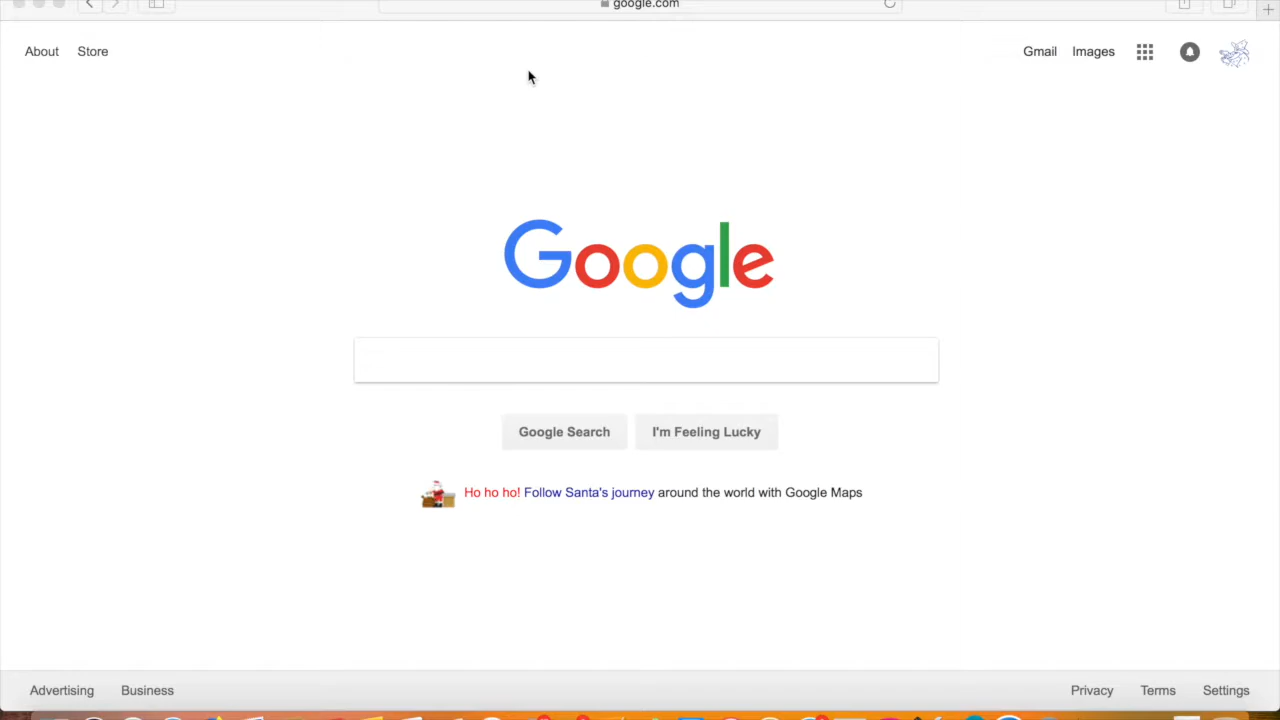 google.com
About Store Gmail Images
Google
Google Search I'm Feeling Lucky
Ho ho ho! Follow Santa's journey around the world with Google Maps
Advertising Business Privacy Terms Settings